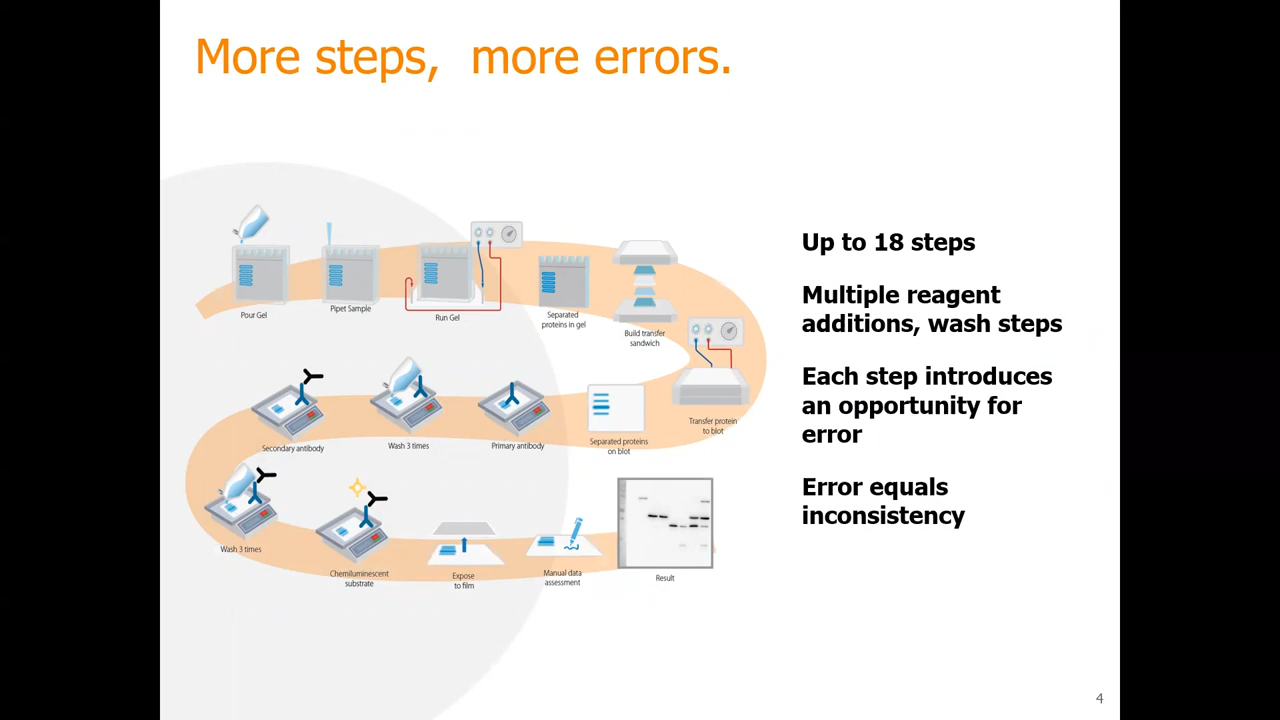 More steps,  more errors.
Pour Gel
Pipet Sample
Run Gel
Separated
proteins in gel
Build transfer
sandwich
Transfer protein
to blot
Separated proteins
on blot
Primary antibody
Wash 3 times
Secondary antibody
Wash 3 times
Chemiluminescent
substrate
Expose
to film
Manual data
assessment
Result
Up to 18 steps
Multiple reagent
additions, wash steps
Each step introduces
an opportunity for
error
Error equals
inconsistency
4